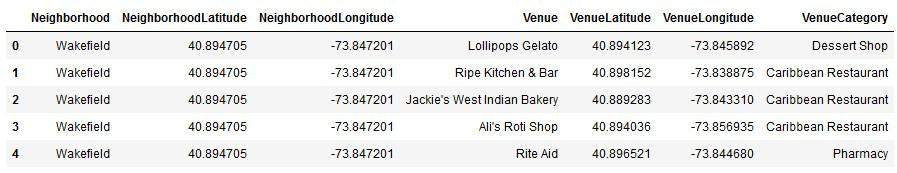 Neighborhood NeighborhoodLatitude NeighborhoodLongitude Venue VenueLatitude VenueLongitude VenueCategory
0 Wakefield 40.894705 -73.847201 Lollipops Gelato 40.894123 -73.845892 Dessert Shop
1 Wakefield 40.894705 -73.847201 Ripe Kitchen & Bar 40.898152 -73.838875 Caribbean Restaurant
2 Wakefield 40.894705 -73.847201 Jackie's West Indian Bakery 40.889283 -73.843310 Caribbean Restaurant
3 Wakefield 40.894705 -73.847201 Ali's Roti Shop 40.894036 -73.856935 Caribbean Restaurant
4 Wakefield 40.894705 -73.847201 Rite Aid 40.896521 -73.844680 Pharmacy